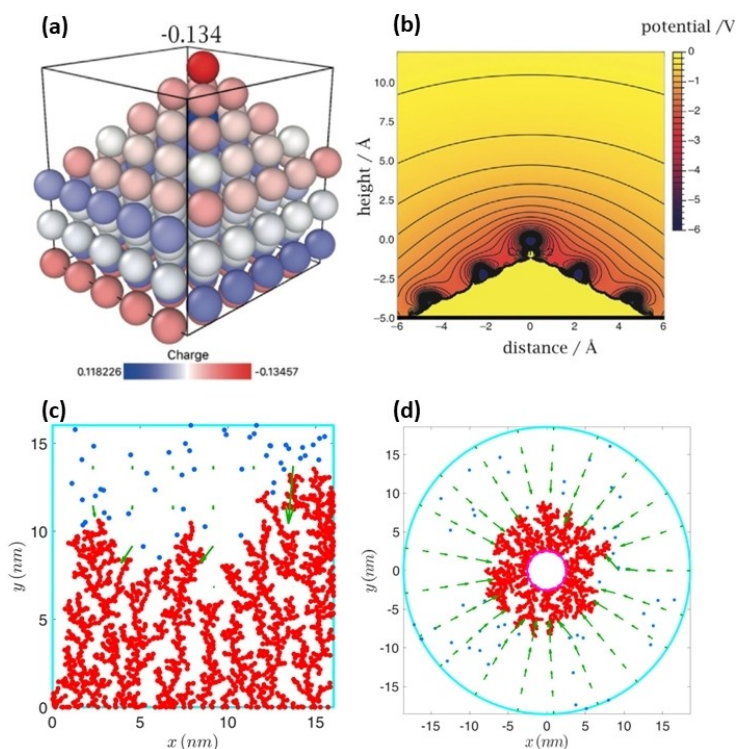 (a)
-0.134
Charge
0.118226
-0.13457
(b)
potential /V
0
-1
-2
-3
-4
-5
-6
height / Å
10.0
7.5
5.0
2.5
0.0
-2.5
-5.0
-6 -4 -2 0 2 4 6
distance / Å
(c)
y (nm)
15
10
5
0
0 5 10 15
x (nm)
(d)
y (nm)
15
10
5
0
-5
-10
-15
-15 -10 -5 0 5 10 15
x (nm)